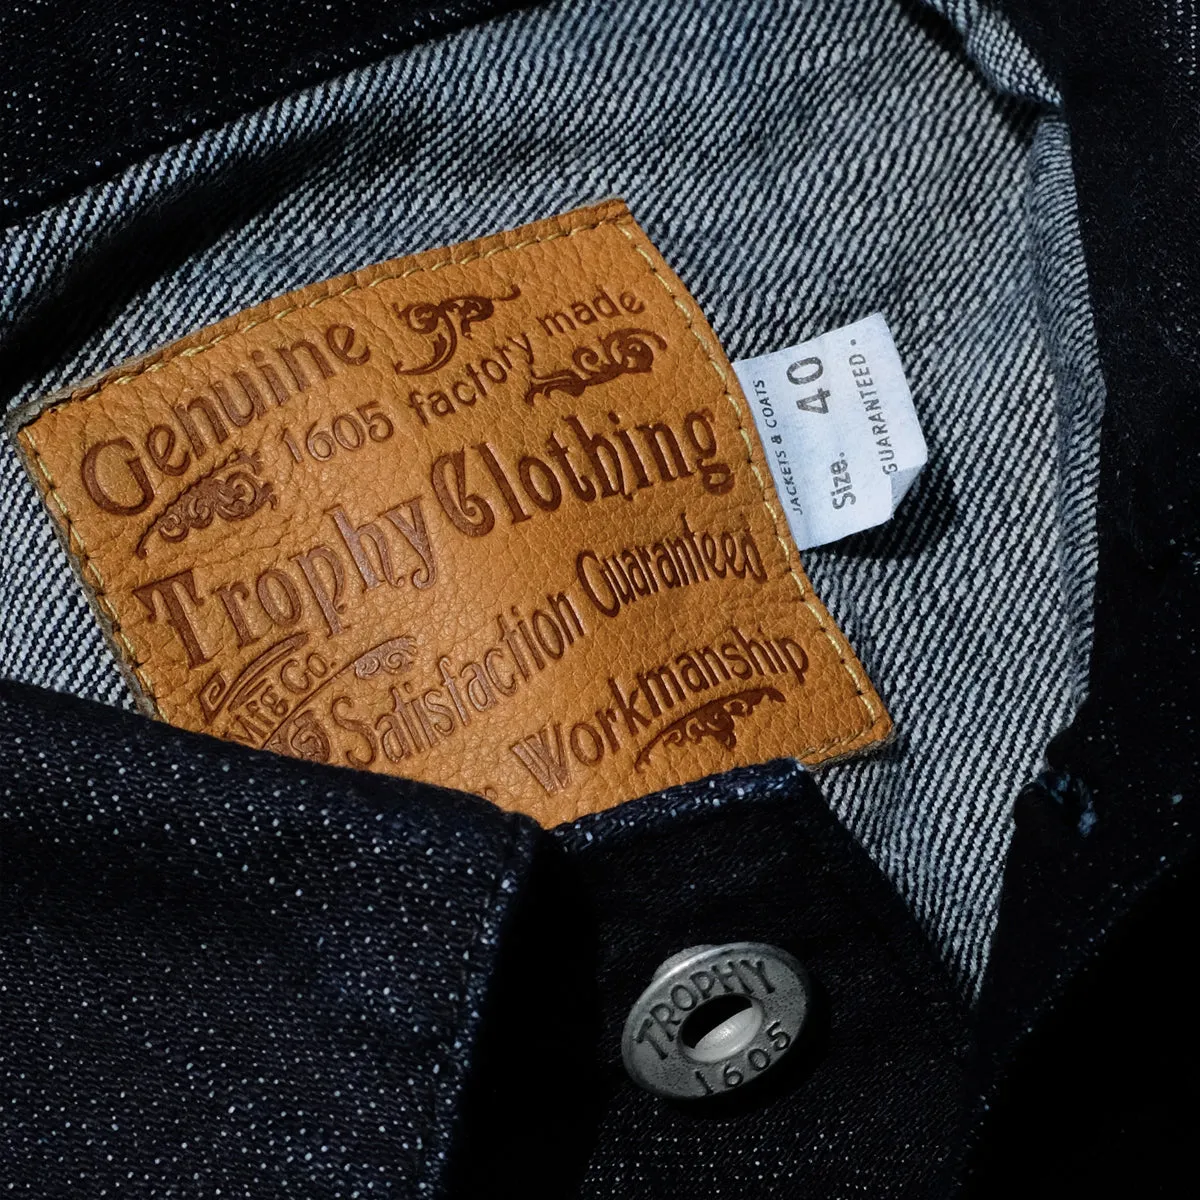 Genuine
1605 factory made
Trophy Clothing
Mfg Co.
Satisfaction Guaranteed
Workmanship
JACKETS & COATS
Size. 40
GUARANTEED •
TROPHY
1605